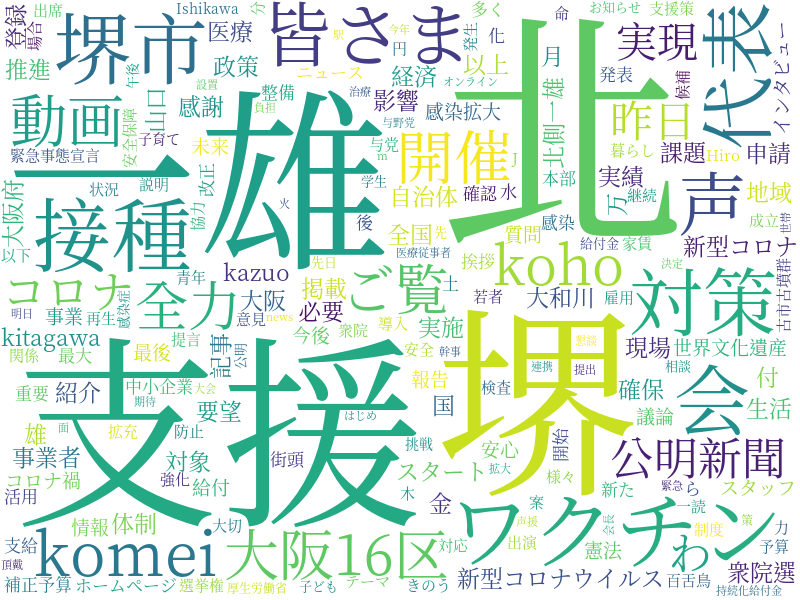 登録
場合
出席
Ishikawa
医療
分
多く
化
発生
命
お知らせ
支援策
推進
堺市
政策
ニュース
駅
今年
円
経済
以上
月
発表
実現
候補
インタビュー
代表
皆さま
北
動画
山口
午後
感謝
設置
整備
負担
治療
オンライン
影響
感染拡大
北側一雄
昨日
緊急事態宣言
安全保障
子育て
未来
与党
与野党
m
J
暮らし
Hiro
課題
申請
大阪府
状況
説明
改正
協力
学生
開催
自治体
確認
水
本部
実績
継続
成立
地域
一雄
接種
火
後
全国
先
質問
感染
万
給付金
家賃
声
世帯
新型コロナ
以下
コロナ
青年
kazuo
医療従事者
先日
挨拶
koho
土
若者
雇用
決定
古市古墳群
明日
事業
再生
感染症
全力
大阪
意見
news
必要
掲載
ご覧
今後
衆院
導入
実施
大和川
対策
kitagawa
提言
記事
公明
最後
関係
最大
安全
幹事
懇談
現場
世界文化遺産
重要
紹介
中小企業
期待
大会
要望
はじめ
報告
連携
提出
相談
確保
付
国
検査
議論
生活
雄
拡充
防止
面
支援
堺
会
事業者
対象
街頭
挑戦
安心
開始
様々
公明新聞
コロナ禍
給付
強化
スタート
拡大
緊急
ら
一読
スタッフ
活用
木
金
案
新た
情報
体制
大切
声援
会長
制度
策
力
支給
komei
大阪16区
対応
出演
ワクチン
憲法
わ
予算
頂戴
衆院選
補正予算
ホームページ
選挙権
厚生労働省
子ども
テーマ
きのう
新型コロナウイルス
百舌鳥
持続化給付金